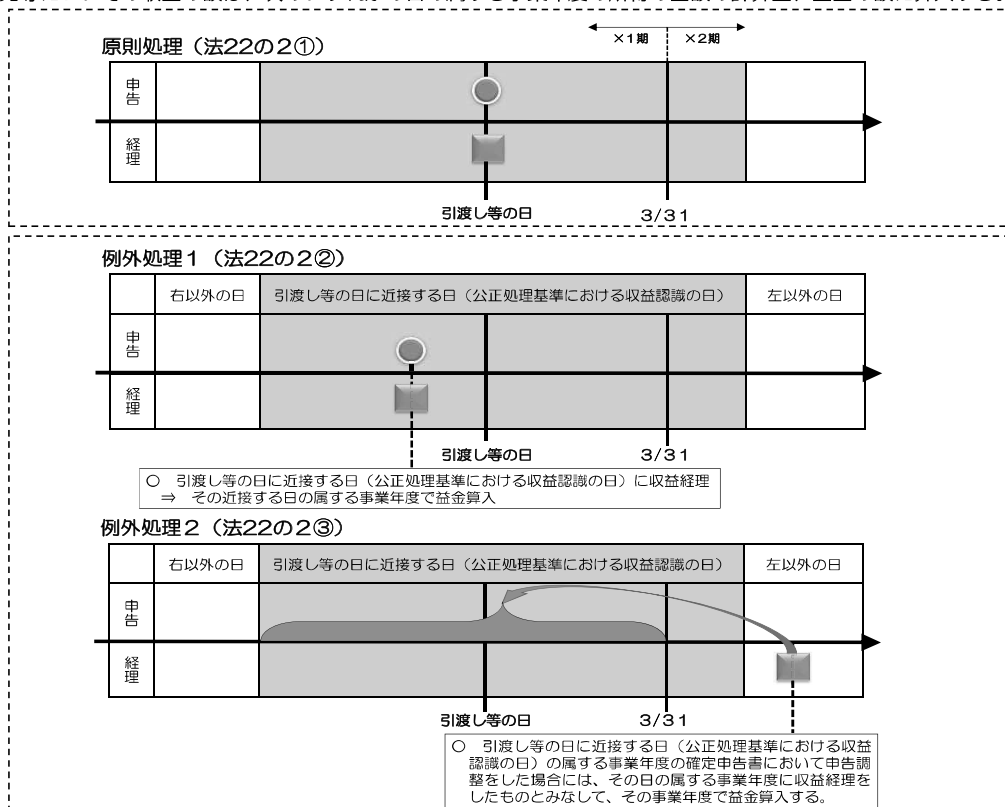 ×1期 ×2期
原則処理（法22の2①）
申告
経理
引渡し等の日 3/31
例外処理1（法22の2②）
右以外の日 引渡し等の日に近接する日（公正処理基準における収益認識の日） 左以外の日
申告
経理
引渡し等の日 3/31
○ 引渡し等の日に近接する日（公正処理基準における収益認識の日）に収益経理
⇒ その近接する日の属する事業年度で益金算入
例外処理2（法22の2③）
右以外の日 引渡し等の日に近接する日（公正処理基準における収益認識の日） 左以外の日
申告
経理
引渡し等の日 3/31
○ 引渡し等の日に近接する日（公正処理基準における収益
認識の日）の属する事業年度の確定申告書において申告調
整をした場合には、その日の属する事業年度に収益経理を
したものとみなして、その事業年度で益金算入する。